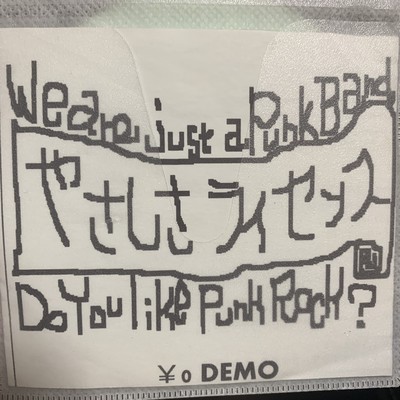 We are just a Punk Band
やさしさライセンス
Do You like Punk Rock?
¥0 DEMO